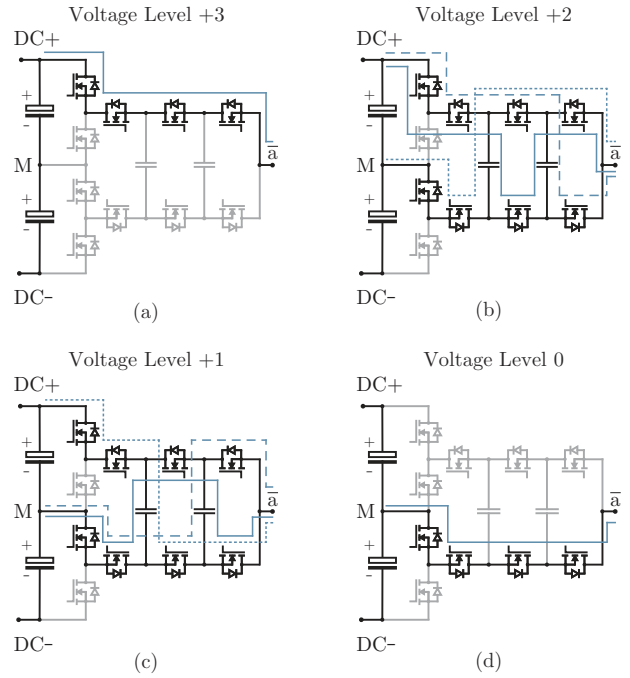 Voltage Level +3
DC+
+
-
M
+
-
DC-
a̅
(a)
Voltage Level +2
DC+
+
-
M
+
-
DC-
a̅
(b)
Voltage Level +1
DC+
+
-
M
+
-
DC-
a̅
(c)
Voltage Level 0
DC+
+
-
M
+
-
DC-
a̅
(d)